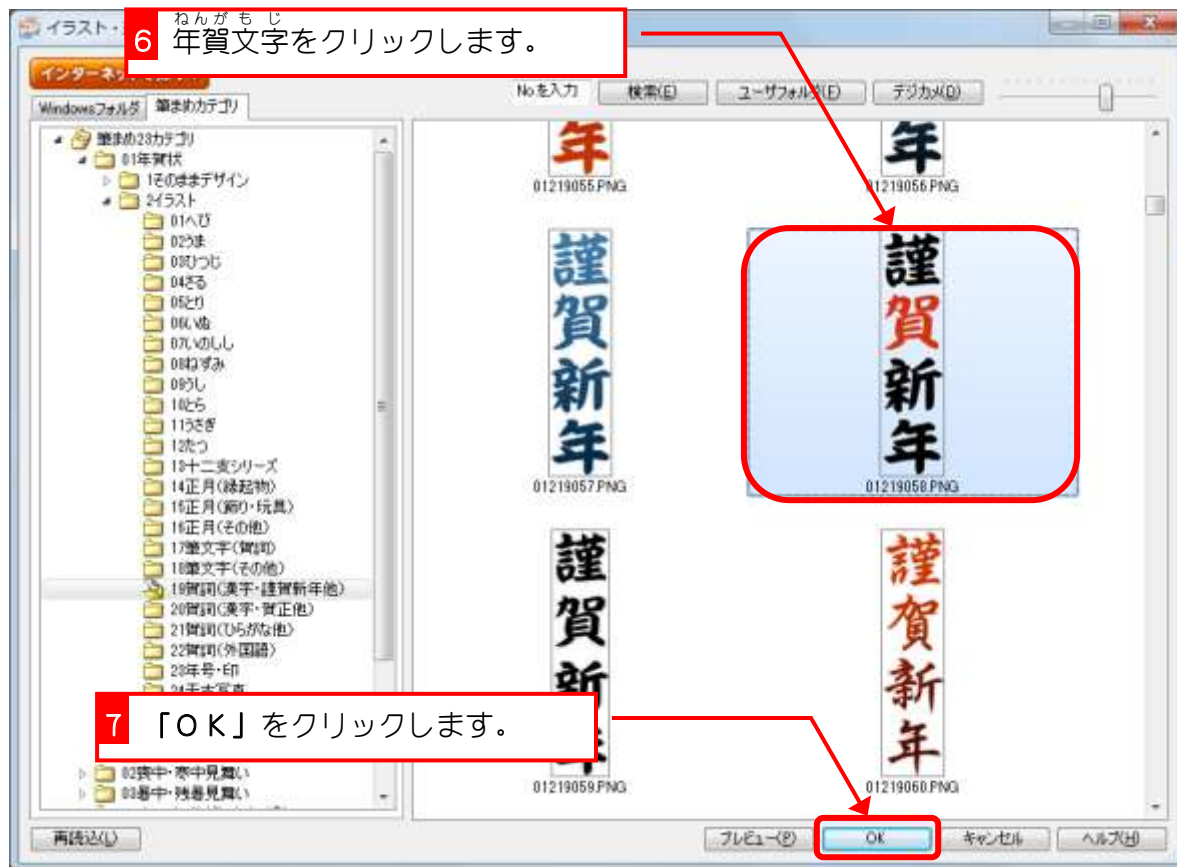 イラスト・
ねんがもじ
6 年賀文字をクリックします。
インターネット
Noを入力 検索(E) ユーザフォルダ(F) デジカメ(D)
Windowsフォルダ 筆まめカテゴリ
筆まめ23カテゴリ
01年賀状
1そのままデザイン
2イラスト
01へび
02うま
03ひつじ
04さる
05とり
06いぬ
07いのしし
08ねずみ
09うし
10とら
11うさぎ
12たつ
13十二支シリーズ
14正月(縁起物)
15正月(飾り・玩具)
16正月(その他)
17筆文字(賀詞)
18筆文字(その他)
19賀詞(漢字・謹賀新年他)
20賀詞(漢字・賀正他)
21賀詞(ひらがな他)
22賀詞(外国語)
23年号・印
02喪中・寒中見舞い
03暑中・残暑見舞い
年
01219055.PNG
年
01219056.PNG
謹賀新年
01219057.PNG
謹賀新年
01219058.PNG
謹賀新年
01219059.PNG
謹賀新年
01219060.PNG
7 「OK」をクリックします。
再読込(L) プレビュー(P) OK キャンセル ヘルプ(H)